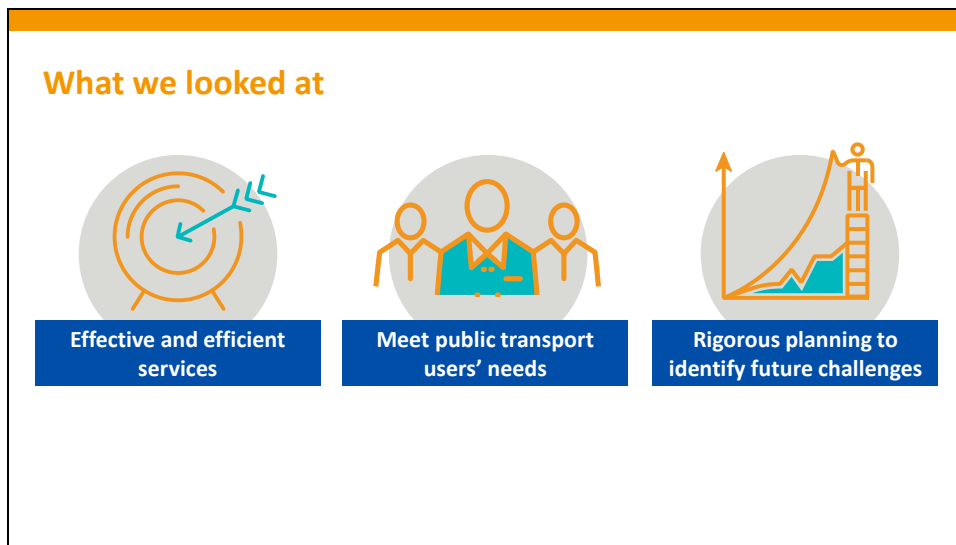 What we looked at
Effective and efficient
services
Meet public transport
users’ needs
Rigorous planning to
identify future challenges